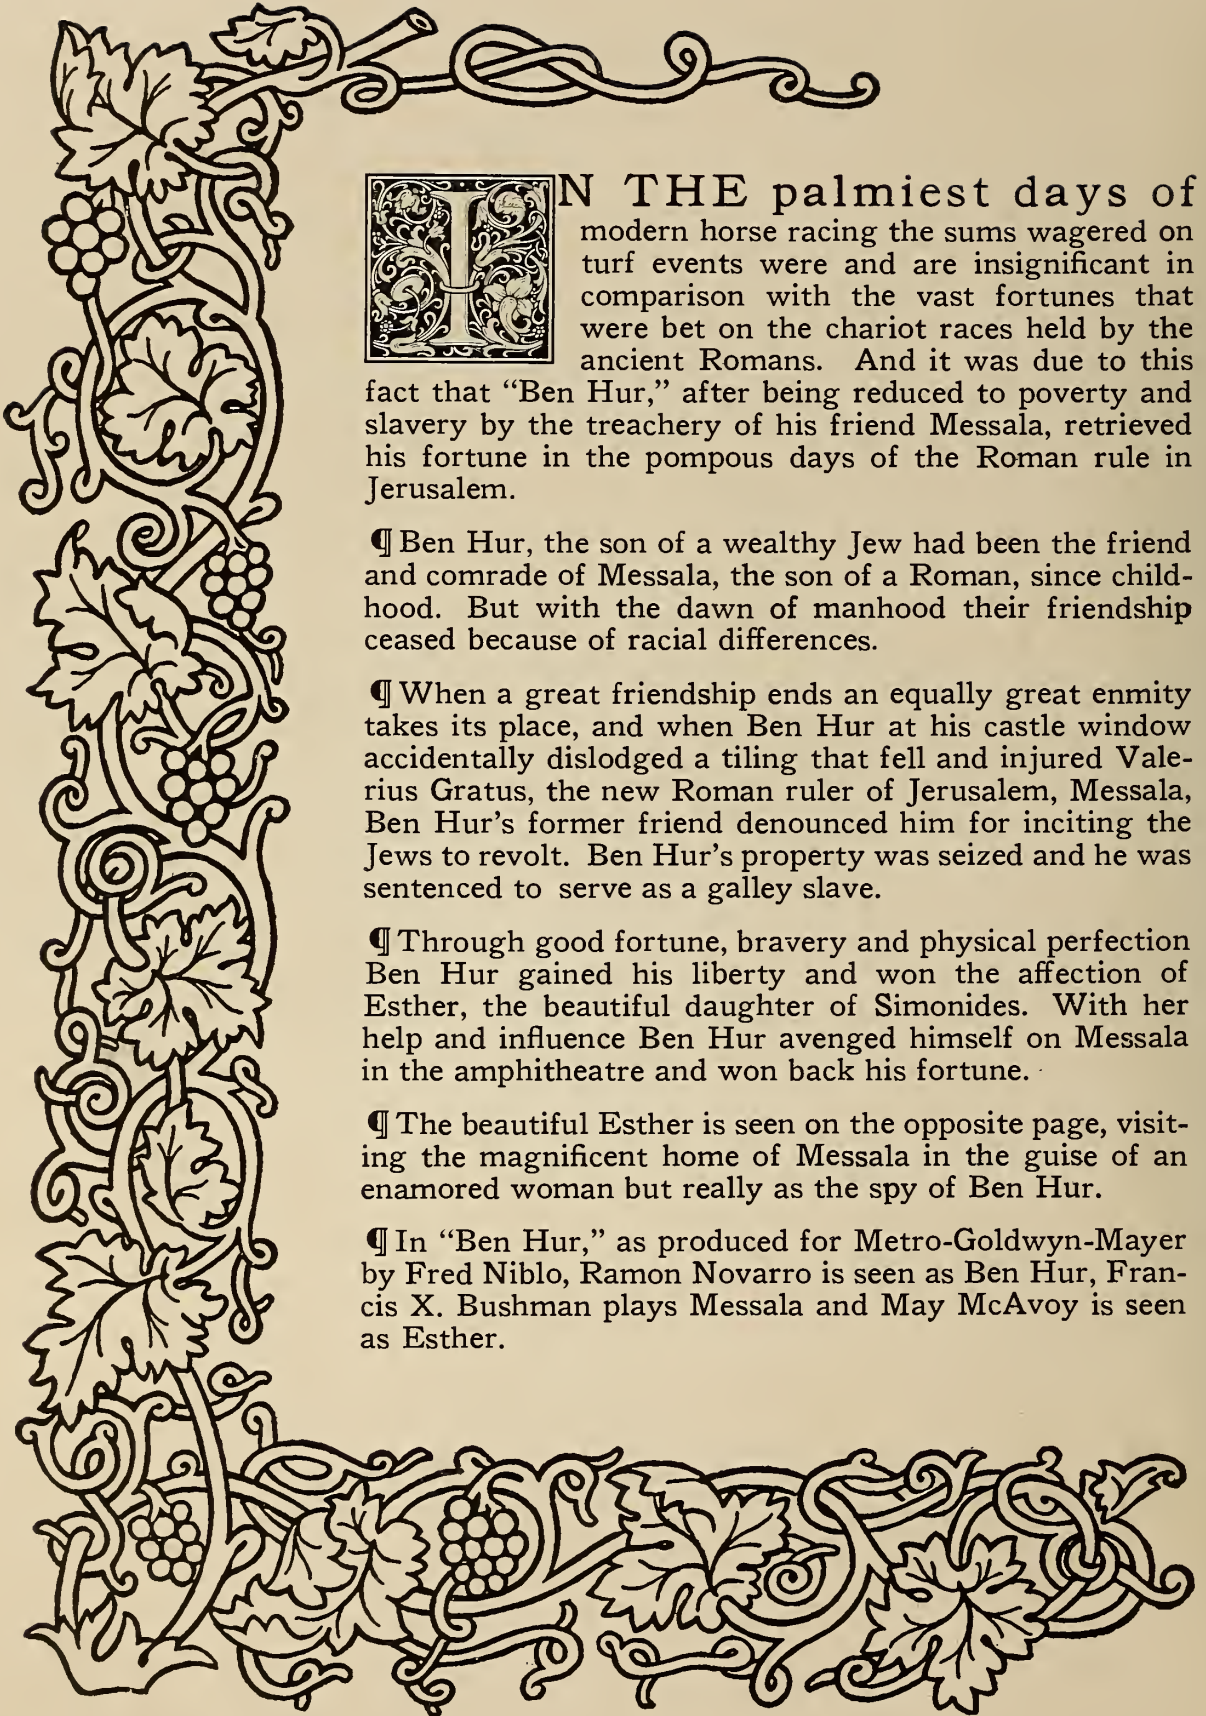 IN THE palmiest days of
modern horse racing the sums wagered on
turf events were and are insignificant in
comparison with the vast fortunes that
were bet on the chariot races held by the
ancient Romans. And it was due to this
fact that “Ben Hur,” after being reduced to poverty and
slavery by the treachery of his friend Messala, retrieved
his fortune in the pompous days of the Roman rule in
Jerusalem.
¶ Ben Hur, the son of a wealthy Jew had been the friend
and comrade of Messala, the son of a Roman, since child-
hood. But with the dawn of manhood their friendship
ceased because of racial differences.
¶ When a great friendship ends an equally great enmity
takes its place, and when Ben Hur at his castle window
accidentally dislodged a tiling that fell and injured Vale-
rius Gratus, the new Roman ruler of Jerusalem, Messala,
Ben Hur’s former friend denounced him for inciting the
Jews to revolt. Ben Hur’s property was seized and he was
sentenced to serve as a galley slave.
¶ Through good fortune, bravery and physical perfection
Ben Hur gained his liberty and won the affection of
Esther, the beautiful daughter of Simonides. With her
help and influence Ben Hur avenged himself on Messala
in the amphitheatre and won back his fortune.
¶ The beautiful Esther is seen on the opposite page, visit-
ing the magnificent home of Messala in the guise of an
enamored woman but really as the spy of Ben Hur.
¶ In “Ben Hur,” as produced for Metro-Goldwyn-Mayer
by Fred Niblo, Ramon Novarro is seen as Ben Hur, Fran-
cis X. Bushman plays Messala and May McAvoy is seen
as Esther.